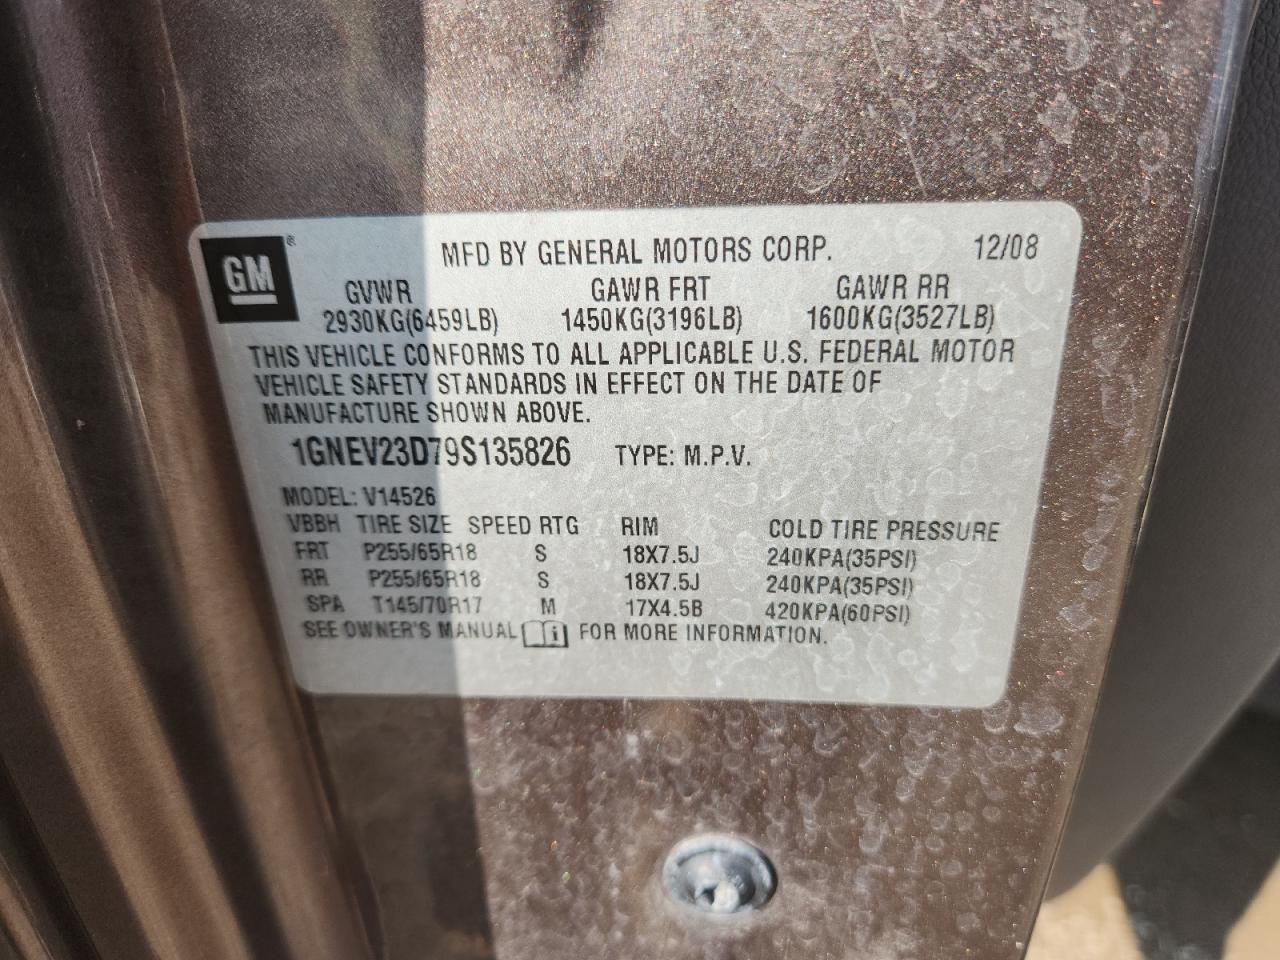 GM
MFD BY GENERAL MOTORS CORP. 12/08
GVWR GAWR FRT GAWR RR
2930KG(6459LB) 1450KG(3196LB) 1600KG(3527LB)
THIS VEHICLE CONFORMS TO ALL APPLICABLE U.S. FEDERAL MOTOR
VEHICLE SAFETY STANDARDS IN EFFECT ON THE DATE OF
MANUFACTURE SHOWN ABOVE.
1GNEV23D79S135826 TYPE: M.P.V.
MODEL: V14526
VBBH TIRE SIZE SPEED RTG RIM COLD TIRE PRESSURE
FRT P255/65R18 S 18X7.5J 240KPA(35PSI)
RR P255/65R18 S 18X7.5J 240KPA(35PSI)
SPA T145/70R17 M 17X4.5B 420KPA(60PSI)
SEE OWNER'S MANUAL i FOR MORE INFORMATION.